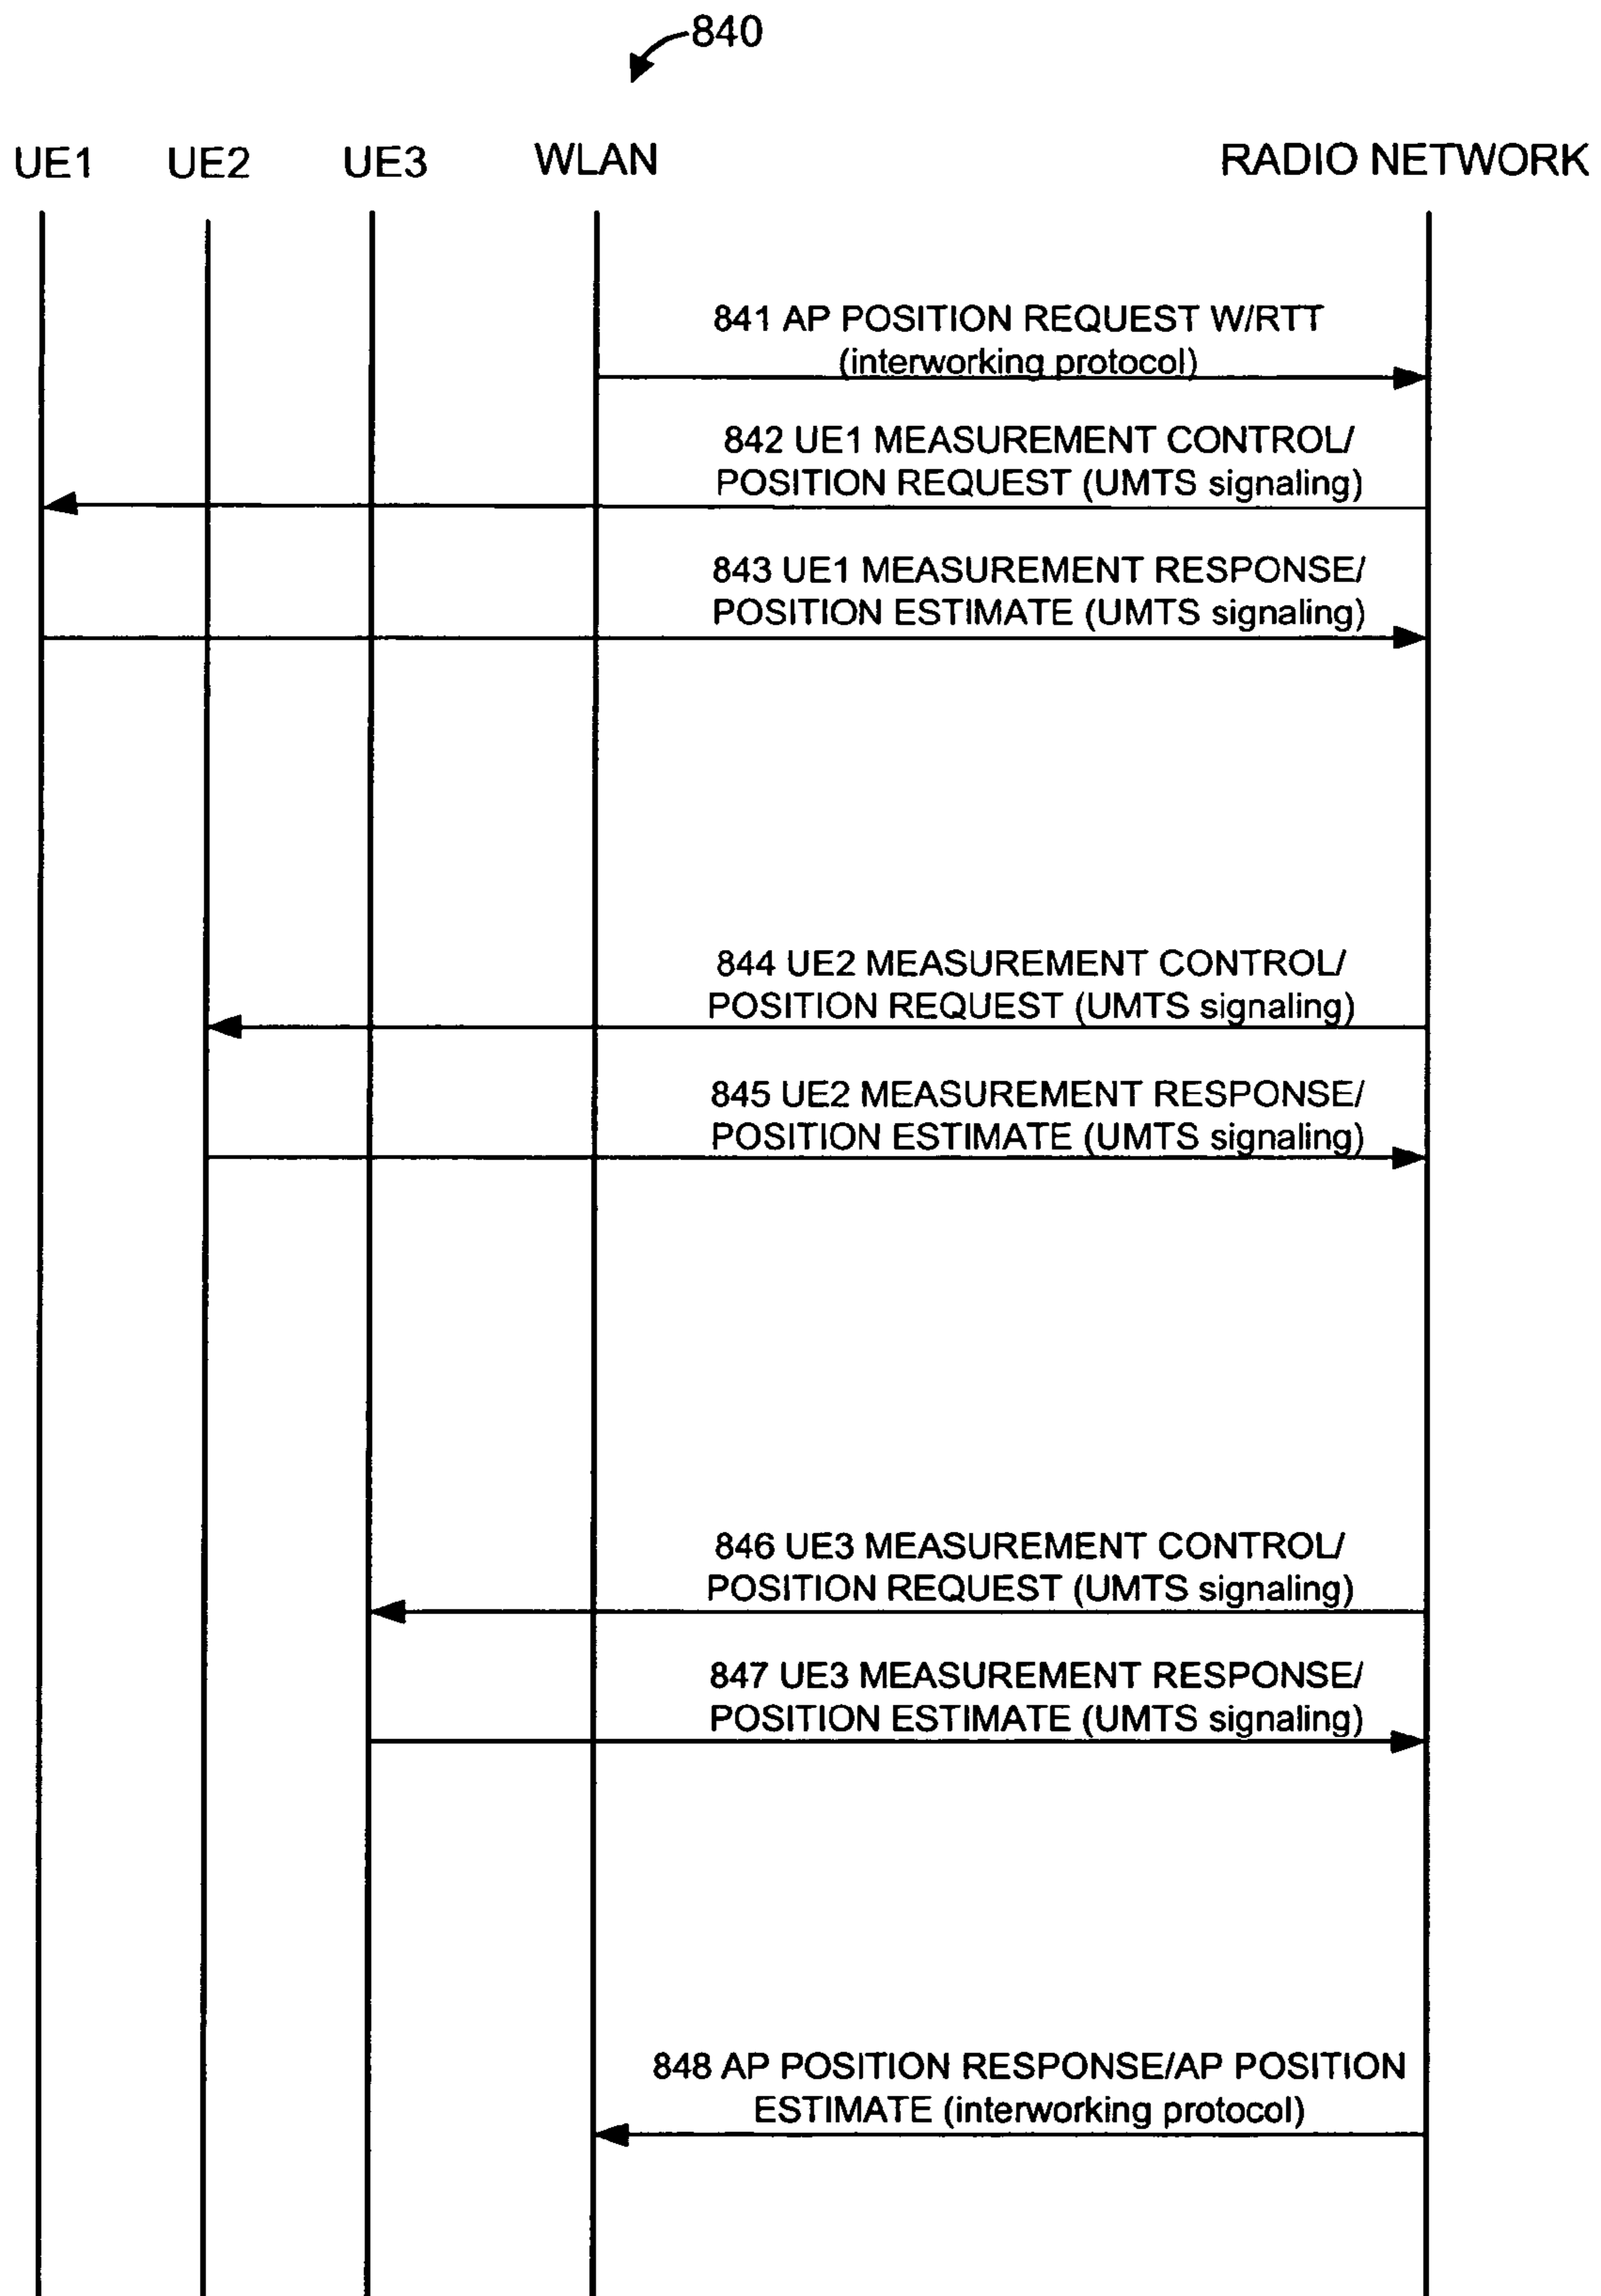 840
UE1 UE2 UE3 WLAN RADIO NETWORK
841 AP POSITION REQUEST W/RTT
(interworking protocol)
842 UE1 MEASUREMENT CONTROL/
POSITION REQUEST (UMTS signaling)
843 UE1 MEASUREMENT RESPONSE/
POSITION ESTIMATE (UMTS signaling)
844 UE2 MEASUREMENT CONTROL/
POSITION REQUEST (UMTS signaling)
845 UE2 MEASUREMENT RESPONSE/
POSITION ESTIMATE (UMTS signaling)
846 UE3 MEASUREMENT CONTROL/
POSITION REQUEST (UMTS signaling)
847 UE3 MEASUREMENT RESPONSE/
POSITION ESTIMATE (UMTS signaling)
848 AP POSITION RESPONSE/AP POSITION
ESTIMATE (interworking protocol)